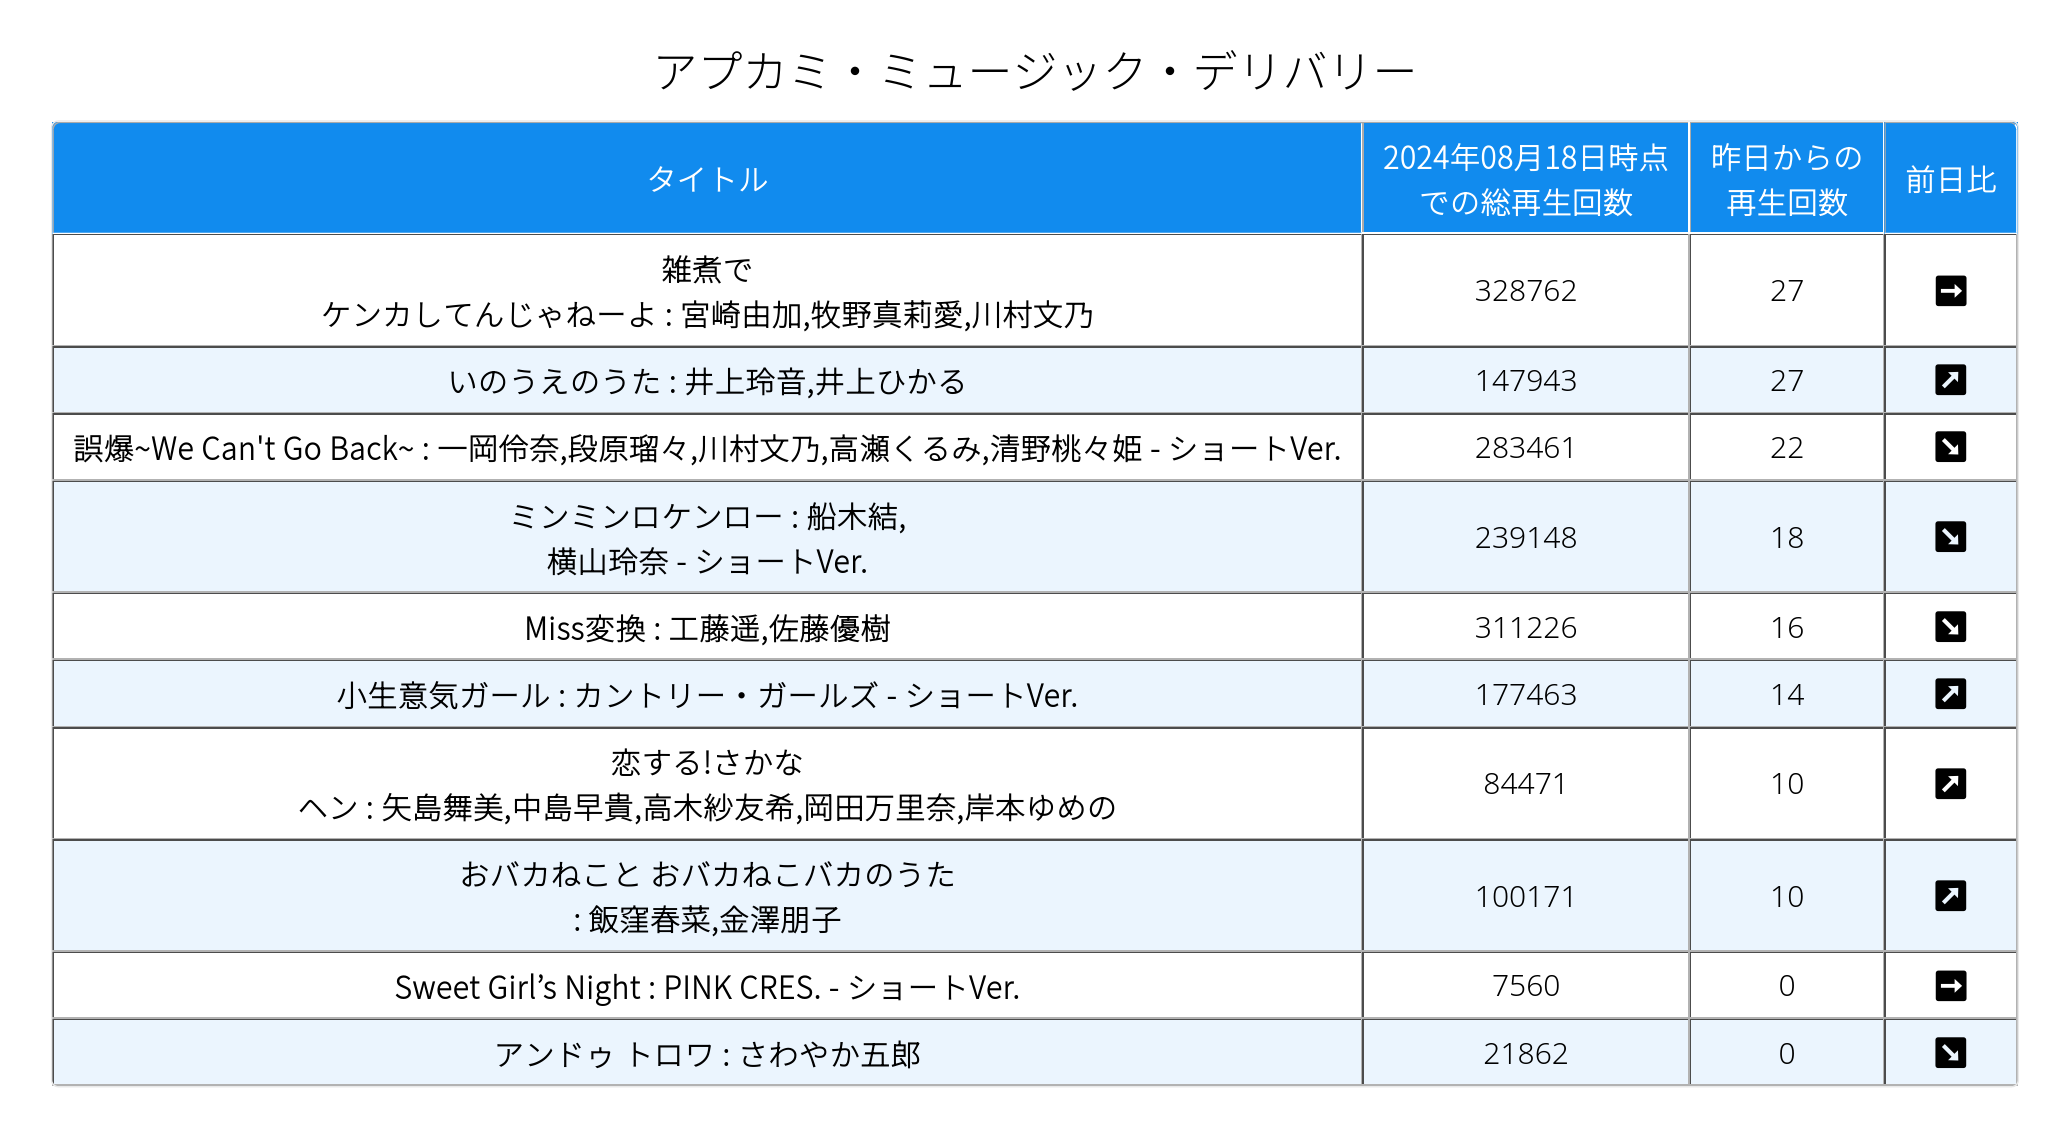 アプカミ・ミュージック・デリバリー
タイトル
2024年08月18日時点
での総再生回数
昨日からの
再生回数
前日比
雑煮で
ケンカしてんじゃねーよ : 宮崎由加,牧野真莉愛,川村文乃
328762
27
いのうえのうた : 井上玲音,井上ひかる
147943
27
誤爆~We Can't Go Back~ : 一岡伶奈,段原瑠々,川村文乃,高瀬くるみ,清野桃々姫 - ショートVer.
283461
22
ミンミンロケンロー : 船木結,
横山玲奈 - ショートVer.
239148
18
Miss変換 : 工藤遥,佐藤優樹
311226
16
小生意気ガール : カントリー・ガールズ - ショートVer.
177463
14
恋する!さかな
ヘン : 矢島舞美,中島早貴,高木紗友希,岡田万里奈,岸本ゆめの
84471
10
おバカねこと おバカねこバカのうた
: 飯窪春菜,金澤朋子
100171
10
Sweet Girl’s Night : PINK CRES. - ショートVer.
7560
0
アンドゥ トロワ : さわやか五郎
21862
0